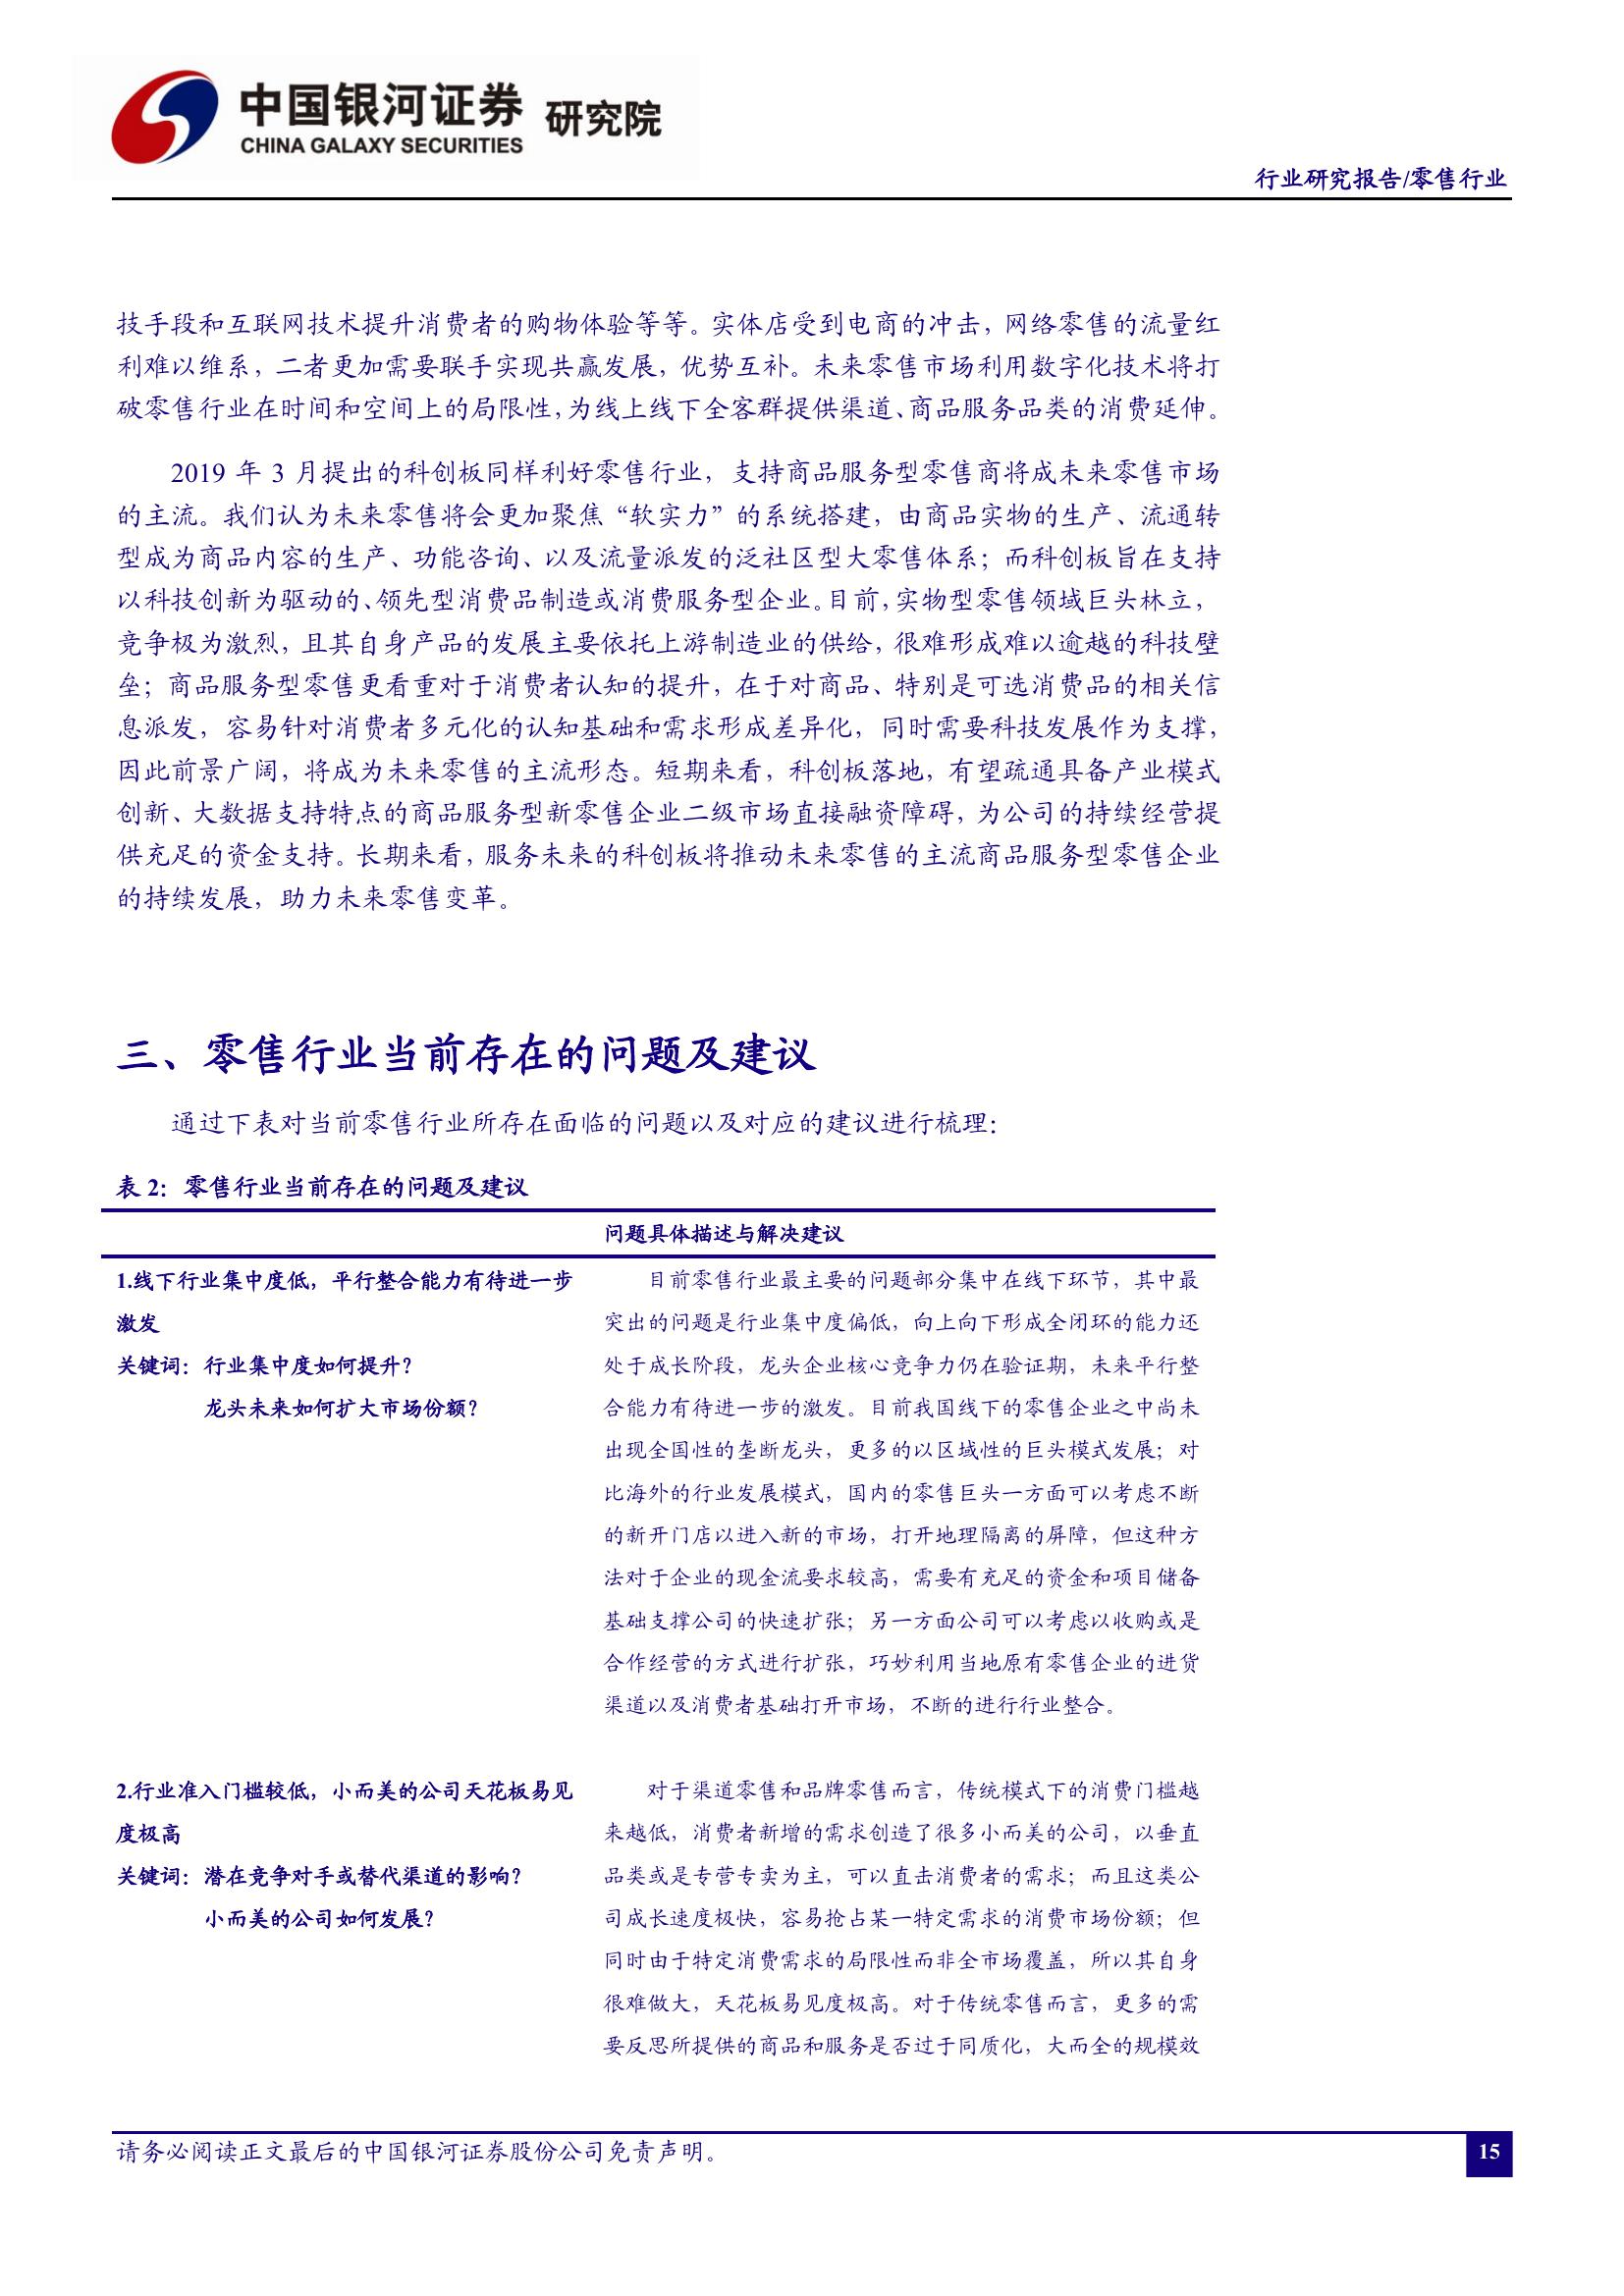 中国银河证券 研究院
CHINA GALAXY SECURITIES
行业研究报告/零售行业
技手段和互联网技术提升消费者的购物体验等等。实体店受到电商的冲击，网络零售的流量红
利难以维系，二者更加需要联手实现共赢发展，优势互补。未来零售市场利用数字化技术将打
破零售行业在时间和空间上的局限性，为线上线下全客群提供渠道、商品服务品类的消费延伸。
2019 年 3 月提出的科创板同样利好零售行业，支持商品服务型零售商将成未来零售市场
的主流。我们认为未来零售将会更加聚焦“软实力”的系统搭建，由商品实物的生产、流通转
型成为商品内容的生产、功能咨询、以及流量派发的泛社区型大零售体系；而科创板旨在支持
以科技创新为驱动的、领先型消费品制造或消费服务型企业。目前，实物型零售领域巨头林立，
竞争极为激烈，且其自身产品的发展主要依托上游制造业的供给，很难形成难以逾越的科技壁
垒；商品服务型零售更看重对于消费者认知的提升，在于对商品、特别是可选消费品的相关信
息派发，容易针对消费者多元化的认知基础和需求形成差异化，同时需要科技发展作为支撑，
因此前景广阔，将成为未来零售的主流形态。短期来看，科创板落地，有望疏通具备产业模式
创新、大数据支持特点的商品服务型新零售企业二级市场直接融资障碍，为公司的持续经营提
供充足的资金支持。长期来看，服务未来的科创板将推动未来零售的主流商品服务型零售企业
的持续发展，助力未来零售变革。
三、零售行业当前存在的问题及建议
通过下表对当前零售行业所存在面临的问题以及对应的建议进行梳理：
表 2：零售行业当前存在的问题及建议
问题具体描述与解决建议
1.线下行业集中度低，平行整合能力有待进一步
激发
关键词：行业集中度如何提升？
龙头未来如何扩大市场份额？
目前零售行业最主要的问题部分集中在线下环节，其中最
突出的问题是行业集中度偏低，向上向下形成全闭环的能力还
处于成长阶段，龙头企业核心竞争力仍在验证期，未来平行整
合能力有待进一步的激发。目前我国线下的零售企业之中尚未
出现全国性的垄断龙头，更多的以区域性的巨头模式发展；对
比海外的行业发展模式，国内的零售巨头一方面可以考虑不断
的新开门店以进入新的市场，打开地理隔离的屏障，但这种方
法对于企业的现金流要求较高，需要有充足的资金和项目储备
基础支撑公司的快速扩张；另一方面公司可以考虑以收购或是
合作经营的方式进行扩张，巧妙利用当地原有零售企业的进货
渠道以及消费者基础打开市场，不断的进行行业整合。
2.行业准入门槛较低，小而美的公司天花板易见
度极高
关键词：潜在竞争对手或替代渠道的影响？
小而美的公司如何发展？
对于渠道零售和品牌零售而言，传统模式下的消费门槛越
来越低，消费者新增的需求创造了很多小而美的公司，以垂直
品类或是专营专卖为主，可以直击消费者的需求；而且这类公
司成长速度极快，容易抢占某一特定需求的消费市场份额；但
同时由于特定消费需求的局限性而非全市场覆盖，所以其自身
很难做大，天花板易见度极高。对于传统零售而言，更多的需
要反思所提供的商品和服务是否过于同质化，大而全的规模效
请务必阅读正文最后的中国银河证券股份公司免责声明。
15